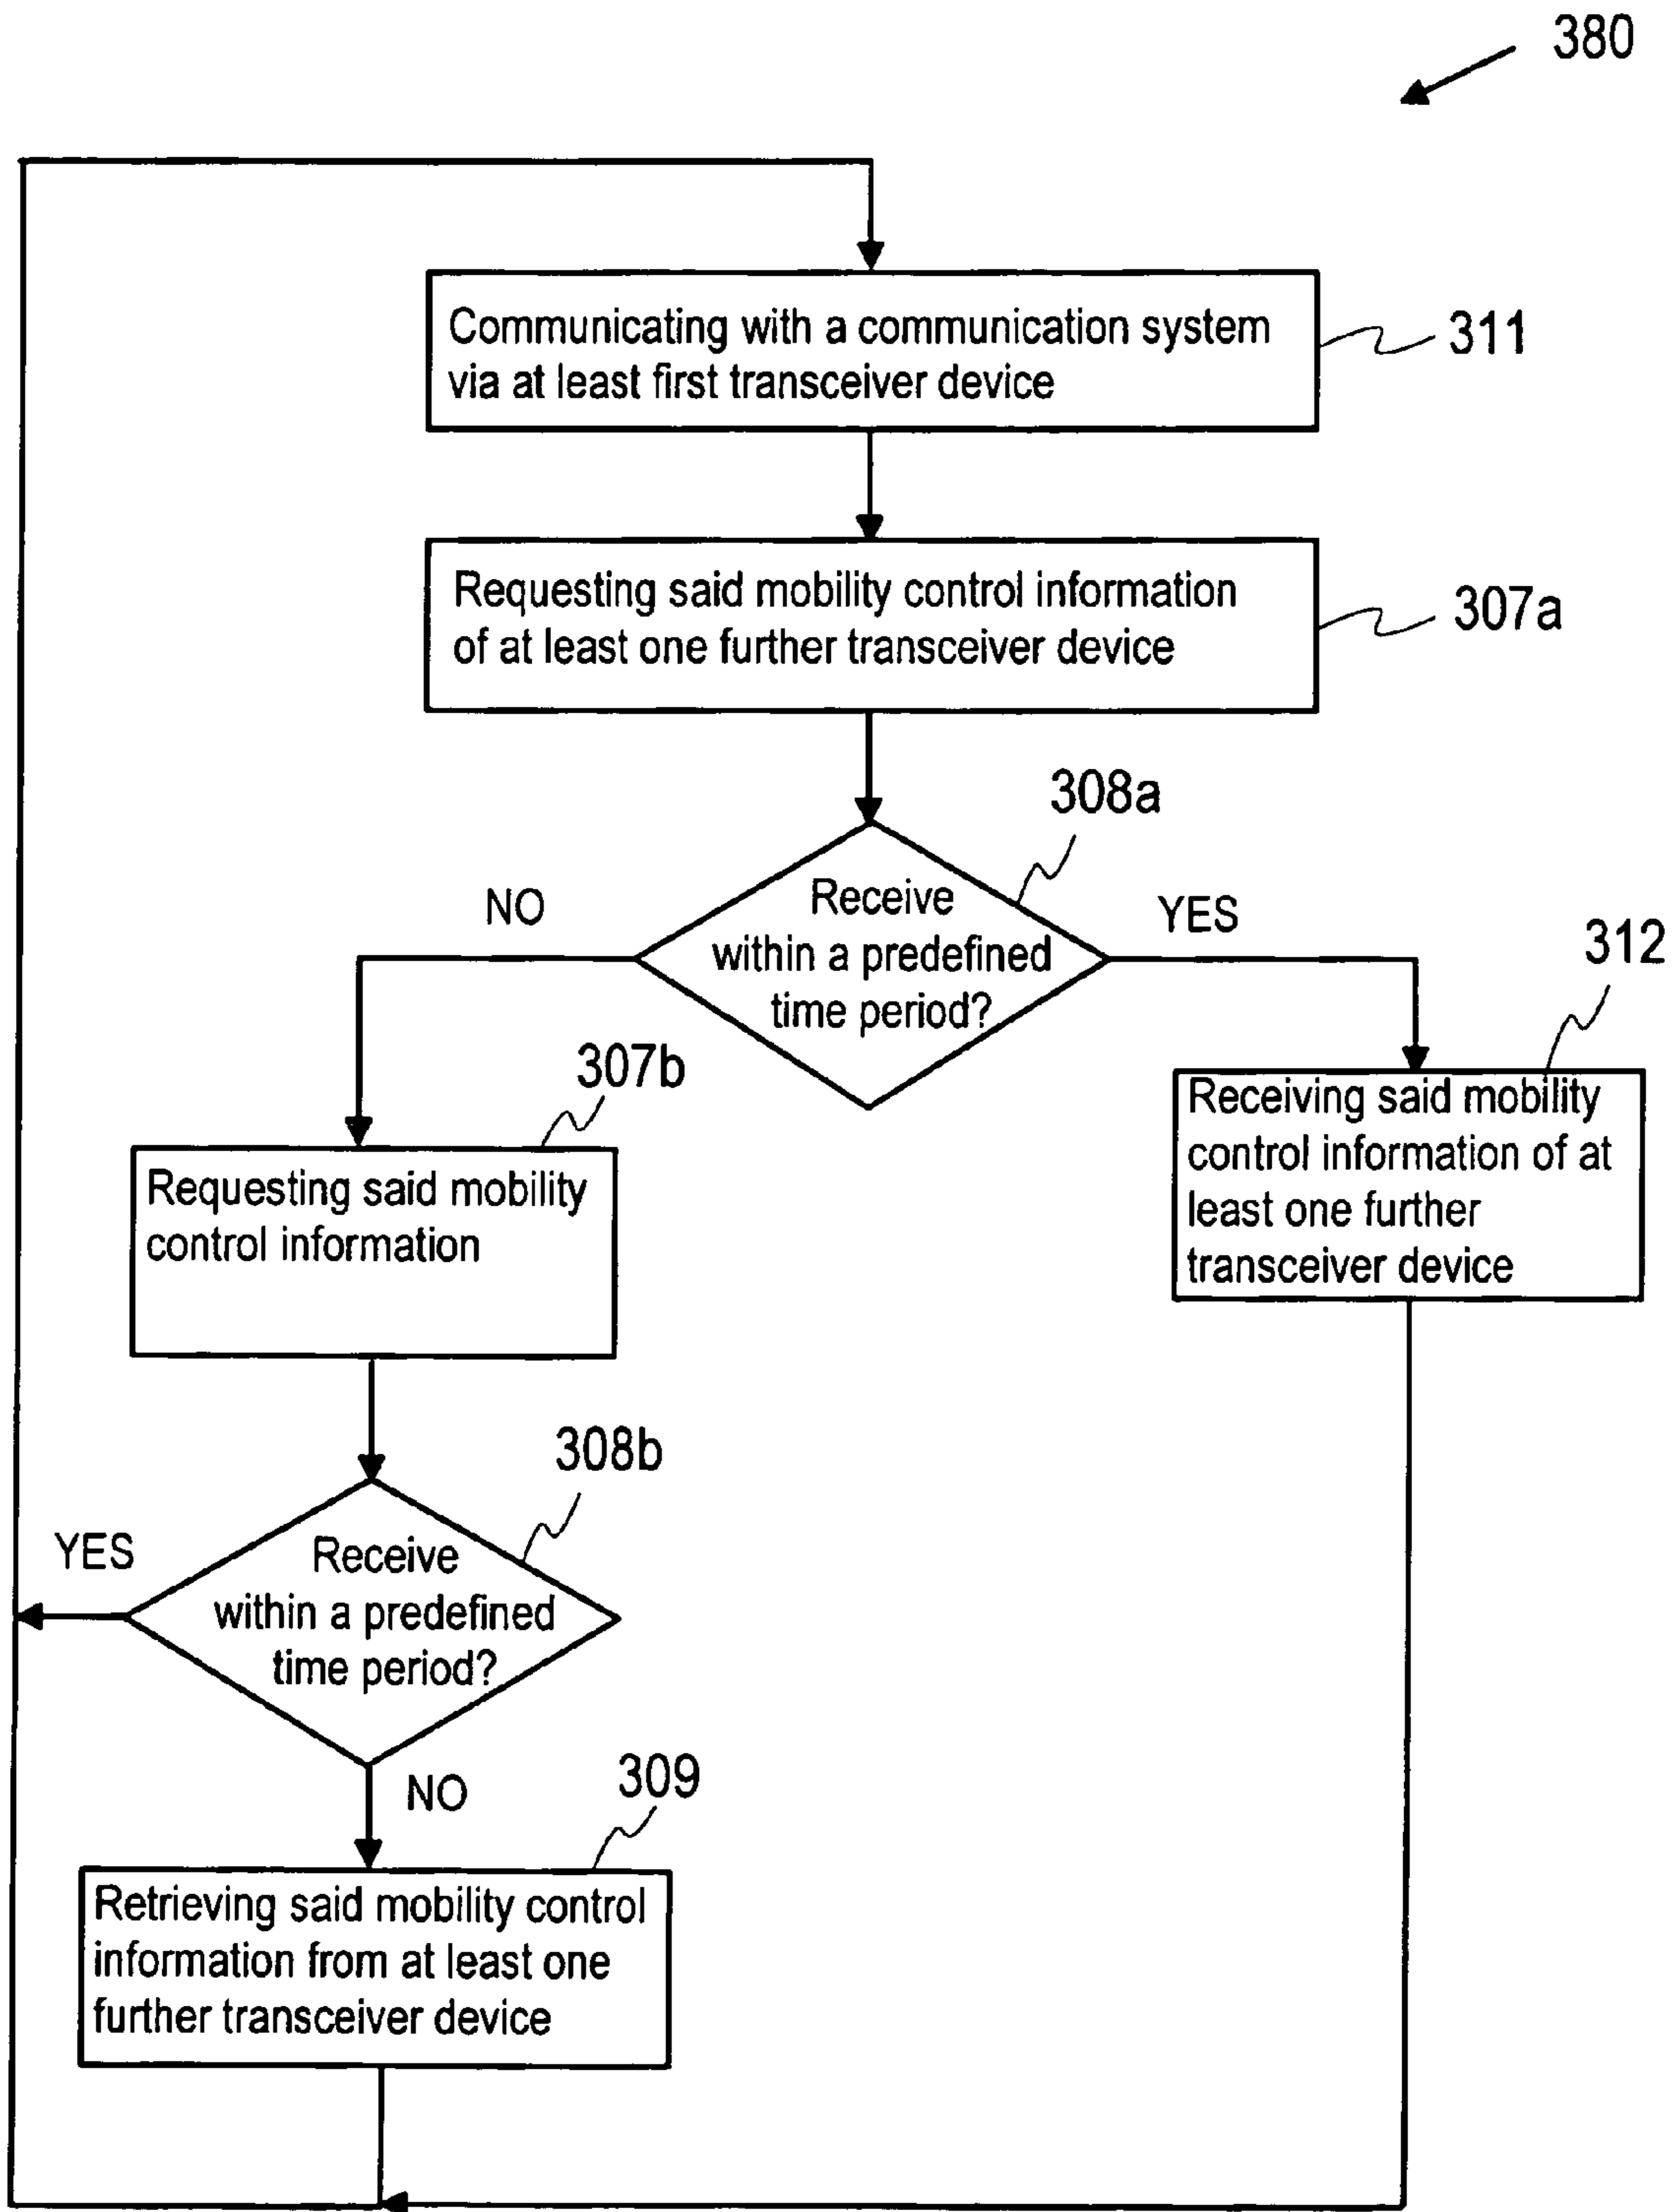 380
Communicating with a communication system
via at least first transceiver device
311
Requesting said mobility control information
of at least one further transceiver device
307a
308a
Receive
within a predefined
time period?
NO
YES
312
307b
Receiving said mobility
control information of at
least one further
transceiver device
Requesting said mobility
control information
308b
YES
Receive
within a predefined
time period?
NO
309
Retrieving said mobility control
information from at least one
further transceiver device